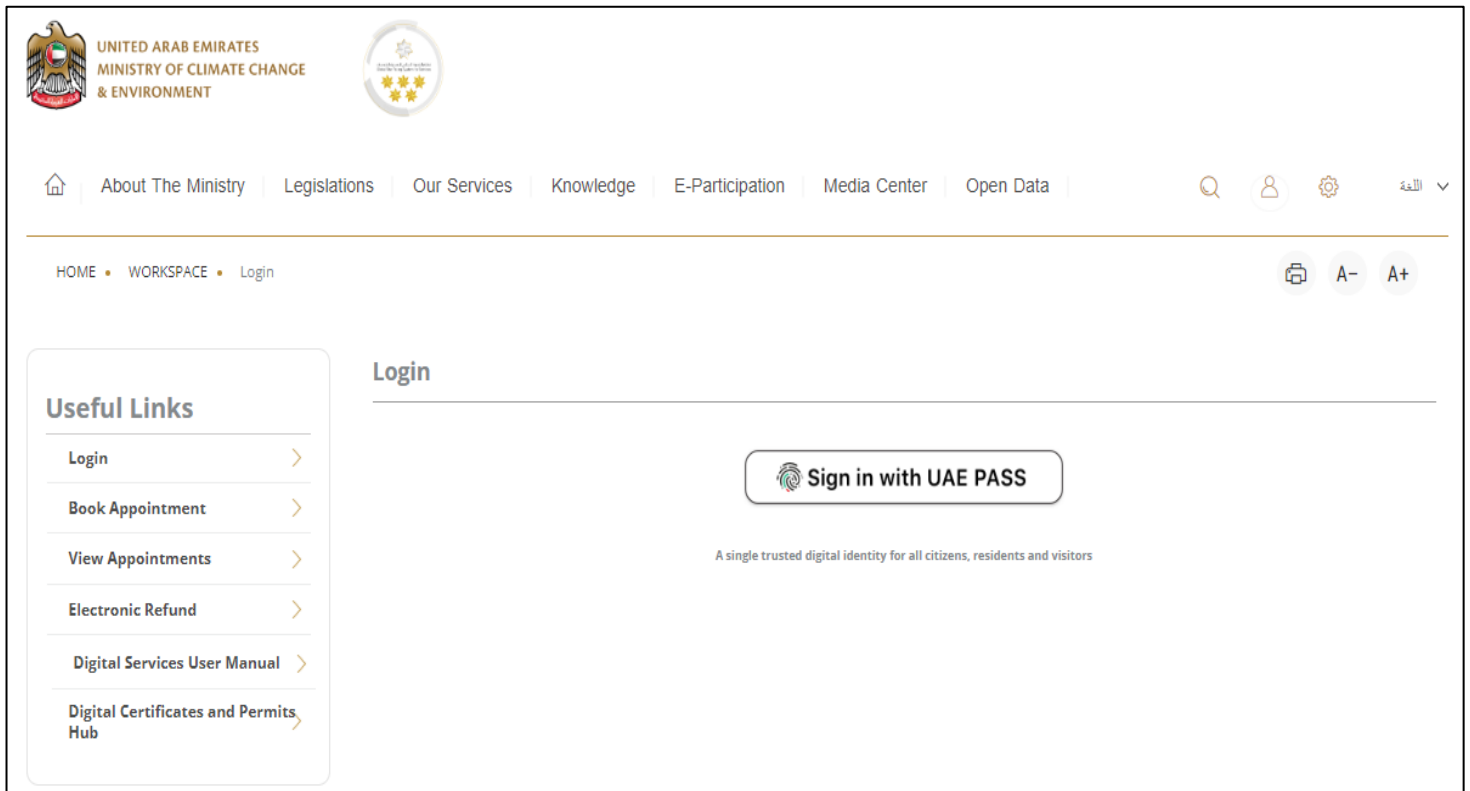 UNITED ARAB EMIRATES
MINISTRY OF CLIMATE CHANGE
& ENVIRONMENT
About The Ministry
Legislations
Our Services
Knowledge
E-Participation
Media Center
Open Data
اللغة
HOME • WORKSPACE • Login
A-
A+
Useful Links
Login
Book Appointment
View Appointments
Electronic Refund
Digital Services User Manual
Digital Certificates and Permits
Hub
Login
Sign in with UAE PASS
A single trusted digital identity for all citizens, residents and visitors